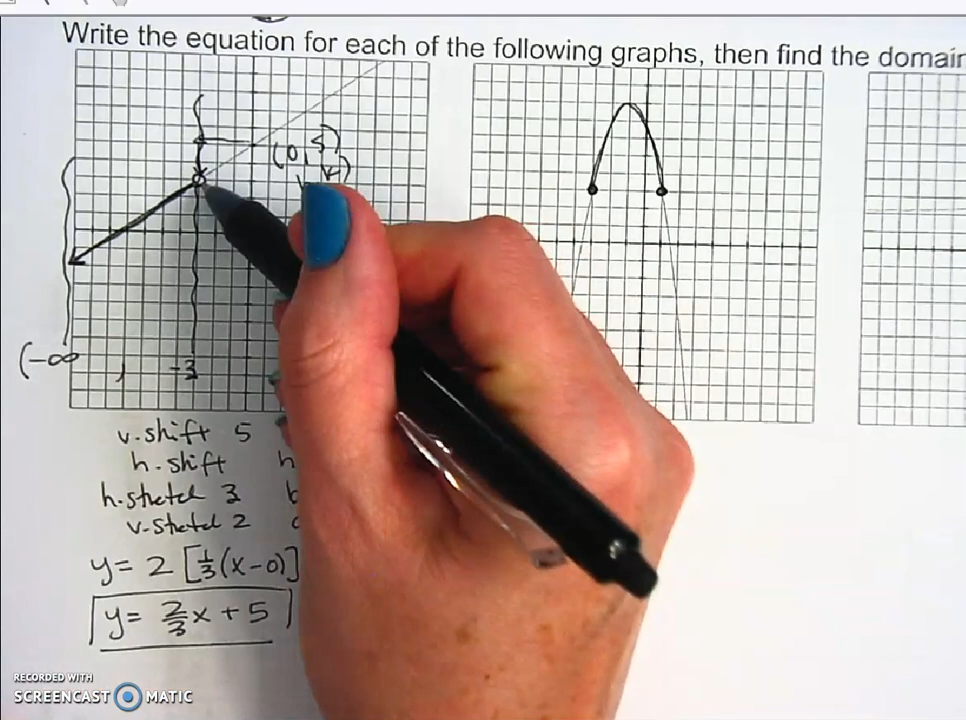 Write the equation for each of the following graphs, then find the domain
(0, 5)
k)
(-∞
-3
v. shift 5
h. shift h
h. stretch 3 b
v. stretch 2
y = 2 [⅓(x-0)]
y = ⅔x + 5
RECORDED WITH
SCREENCAST MATIC